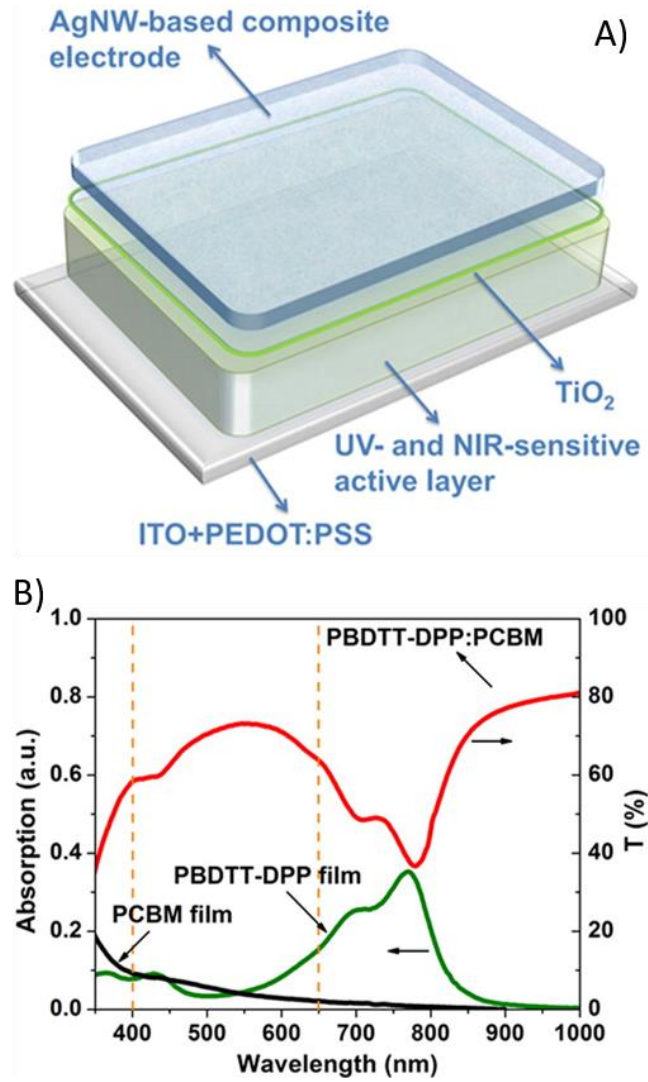 AgNW-based composite
electrode
A)
TiO₂
UV- and NIR-sensitive
active layer
ITO+PEDOT:PSS
B)
1.0
0.8
0.6
0.4
0.2
0.0
Absorption (a.u.)
100
80
60
40
20
0
T (%)
PBDTT-DPP:PCBM
PBDTT-DPP film
PCBM film
400 500 600 700 800 900 1000
Wavelength (nm)